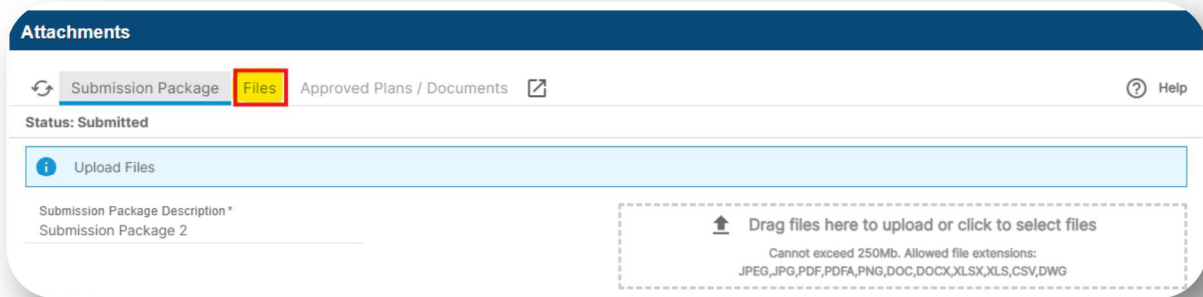 Attachments
Submission Package Files Approved Plans / Documents Help
Status: Submitted
Upload Files
Submission Package Description*
Submission Package 2
Drag files here to upload or click to select files
Cannot exceed 250Mb. Allowed file extensions:
JPEG,JPG,PDF,PDFA,PNG,DOC,DOCX,XLSX,XLS,CSV,DWG